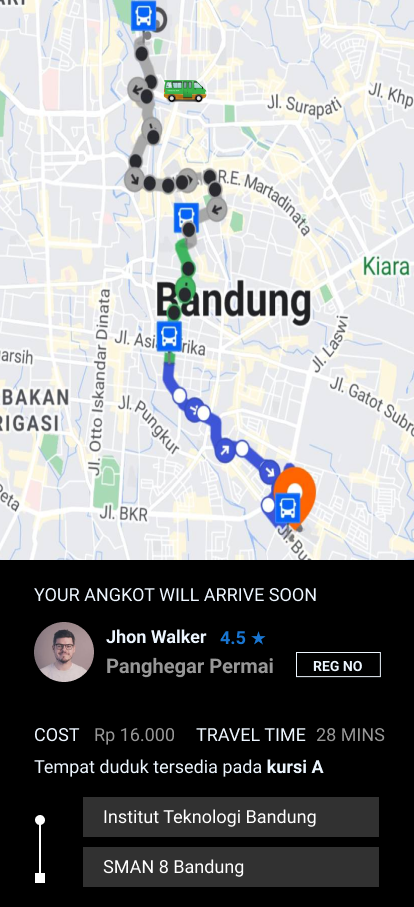 Jl. Surapati
Jl. Khp
R.E. Martadinata
Kiara
Bandung
Jl. Asi
rika
Jl. Laswi
arsih
Jl. Otto Iskandar Dinata
BAKAN
RIGASI
Jl. Pungkur
Jl. Gatot Subro
eta
Jl. BKR
Jl. Bu
YOUR ANGKOT WILL ARRIVE SOON
Jhon Walker 4.5 ★
Panghegar Permai REG NO
COST Rp 16.000 TRAVEL TIME 28 MINS
Tempat duduk tersedia pada kursi A
Institut Teknologi Bandung
SMAN 8 Bandung